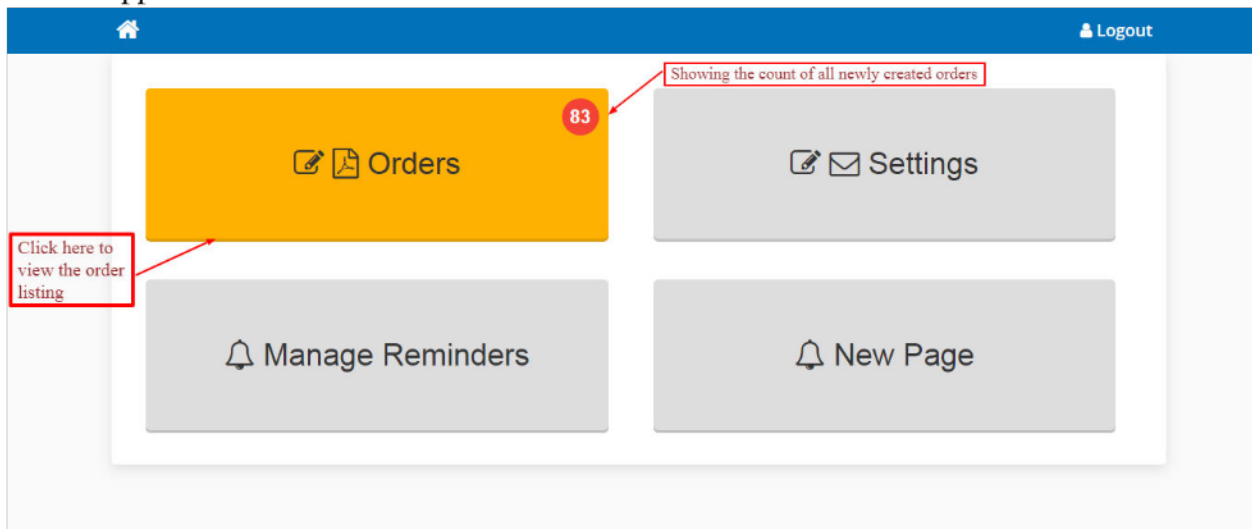 Logout
Showing the count of all newly created orders
83
Orders
Settings
Click here to
view the order
listing
Manage Reminders
New Page